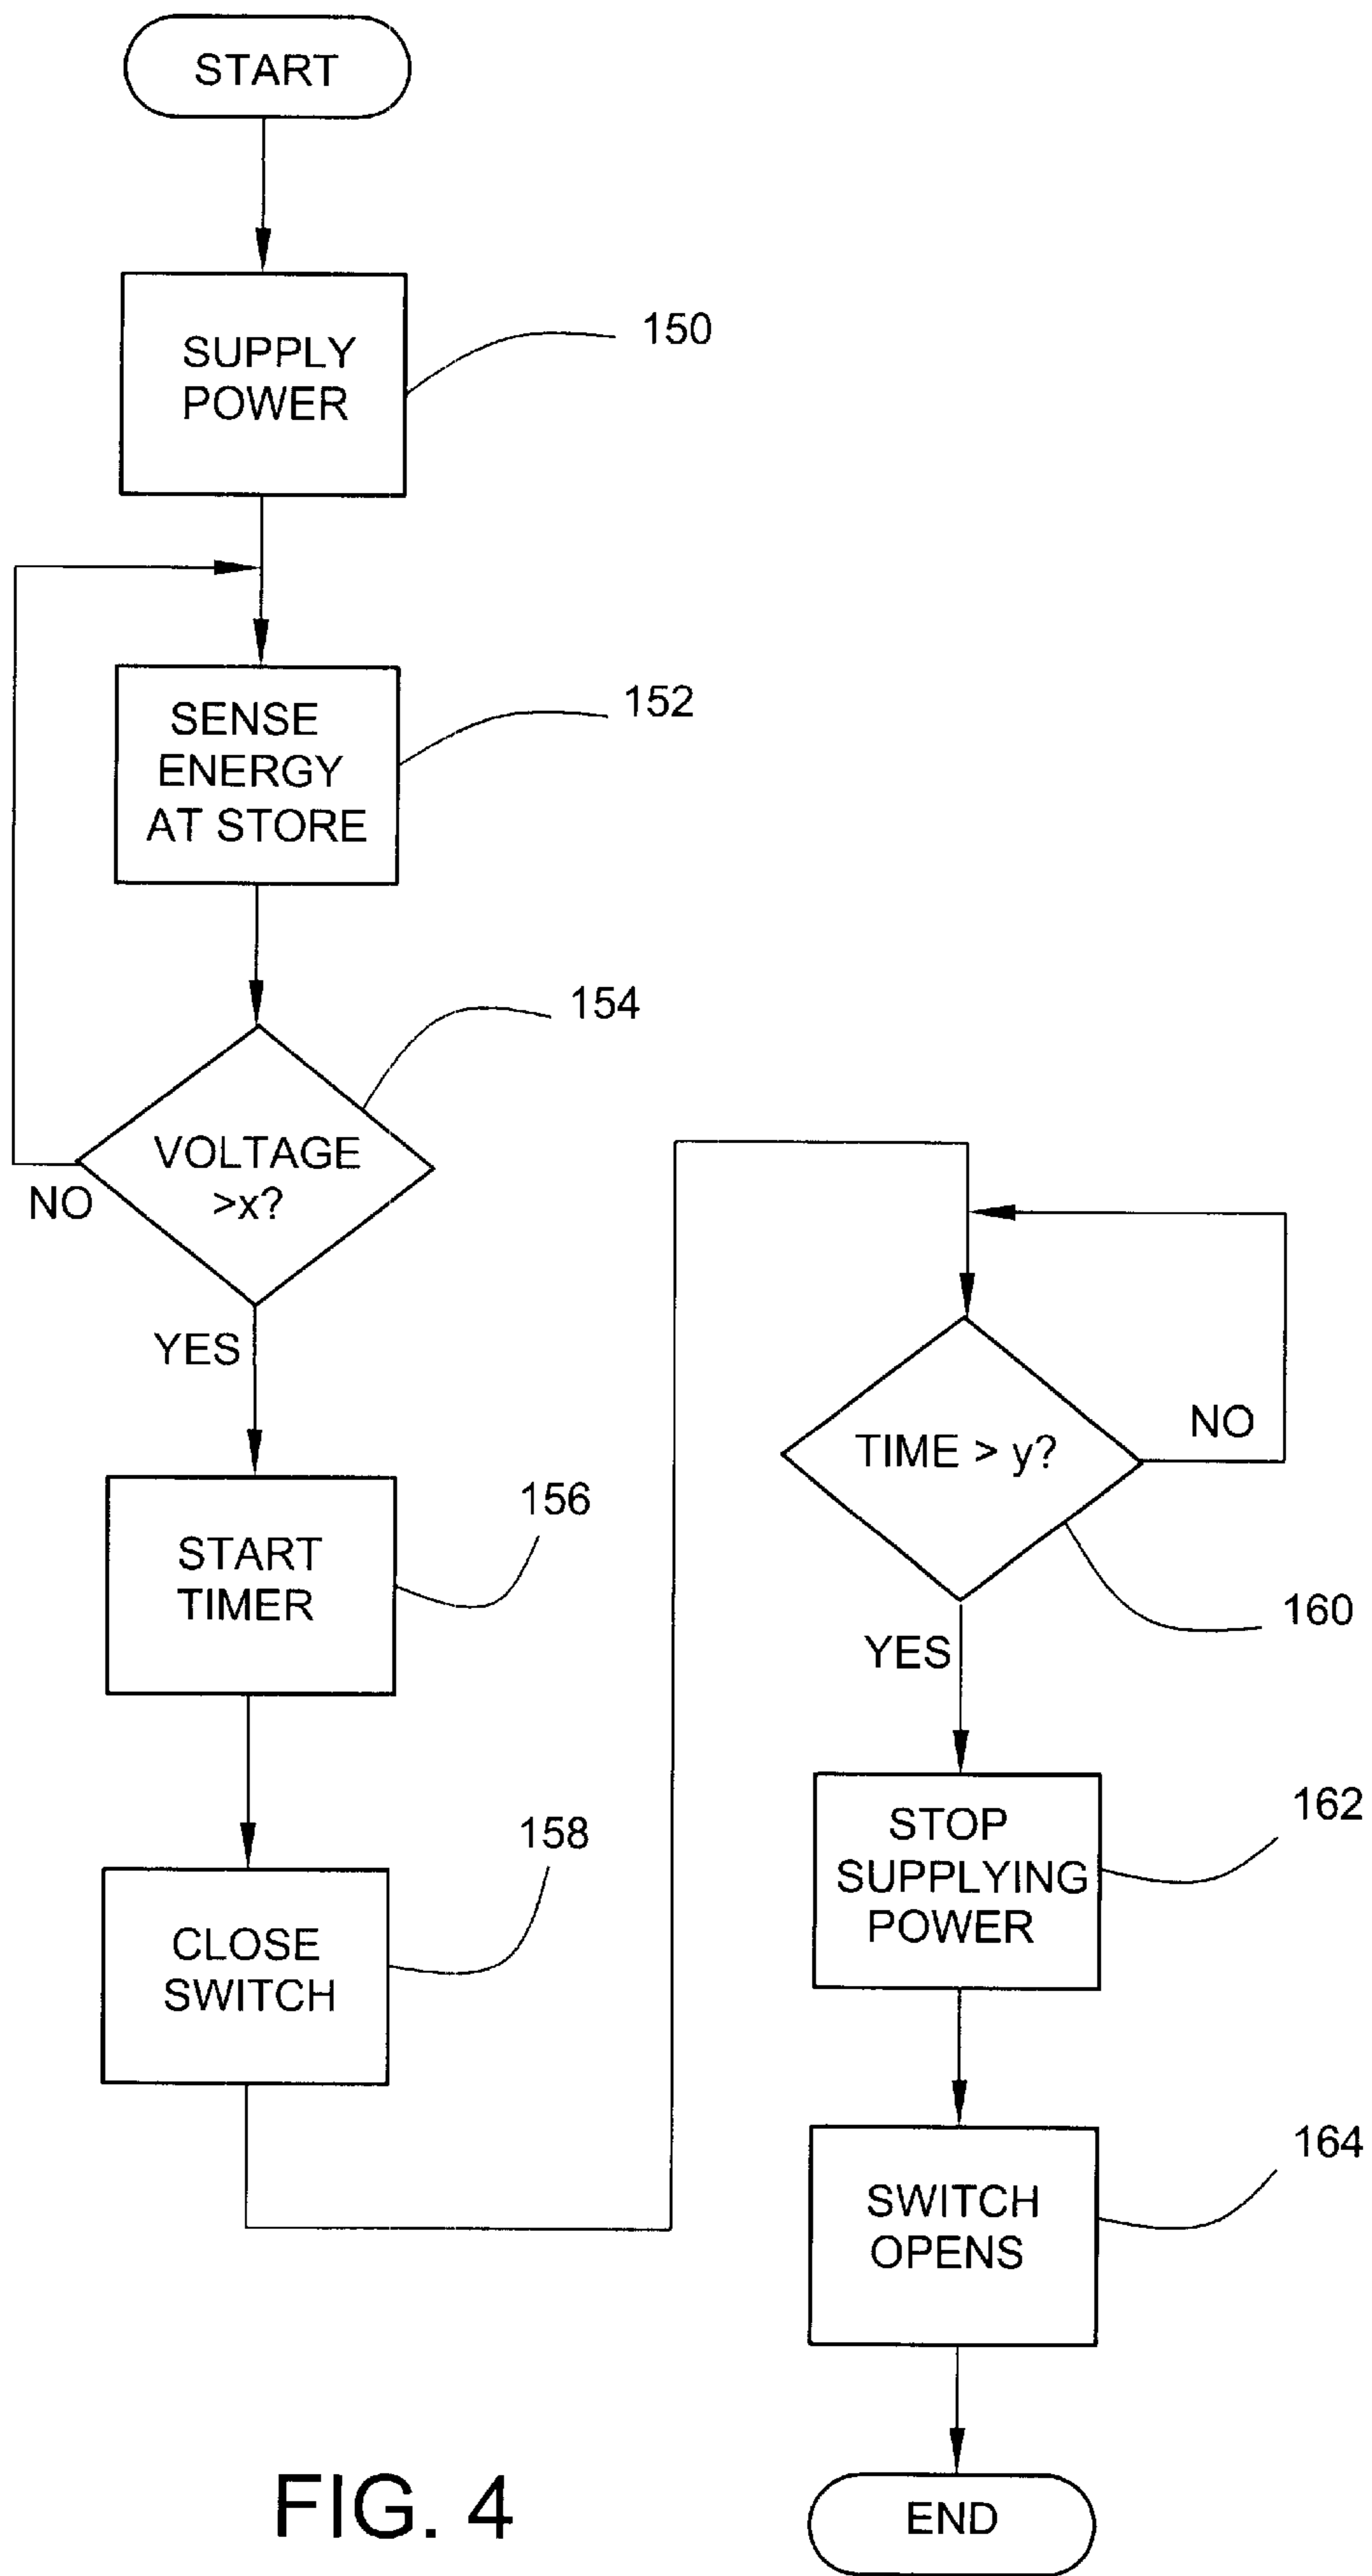 START
SUPPLY
POWER
150
SENSE
ENERGY
AT STORE
152
154
VOLTAGE
>x?
NO
YES
START
TIMER
156
CLOSE
SWITCH
158
TIME > y?
NO
160
YES
STOP
SUPPLYING
POWER
162
SWITCH
OPENS
164
END
FIG. 4